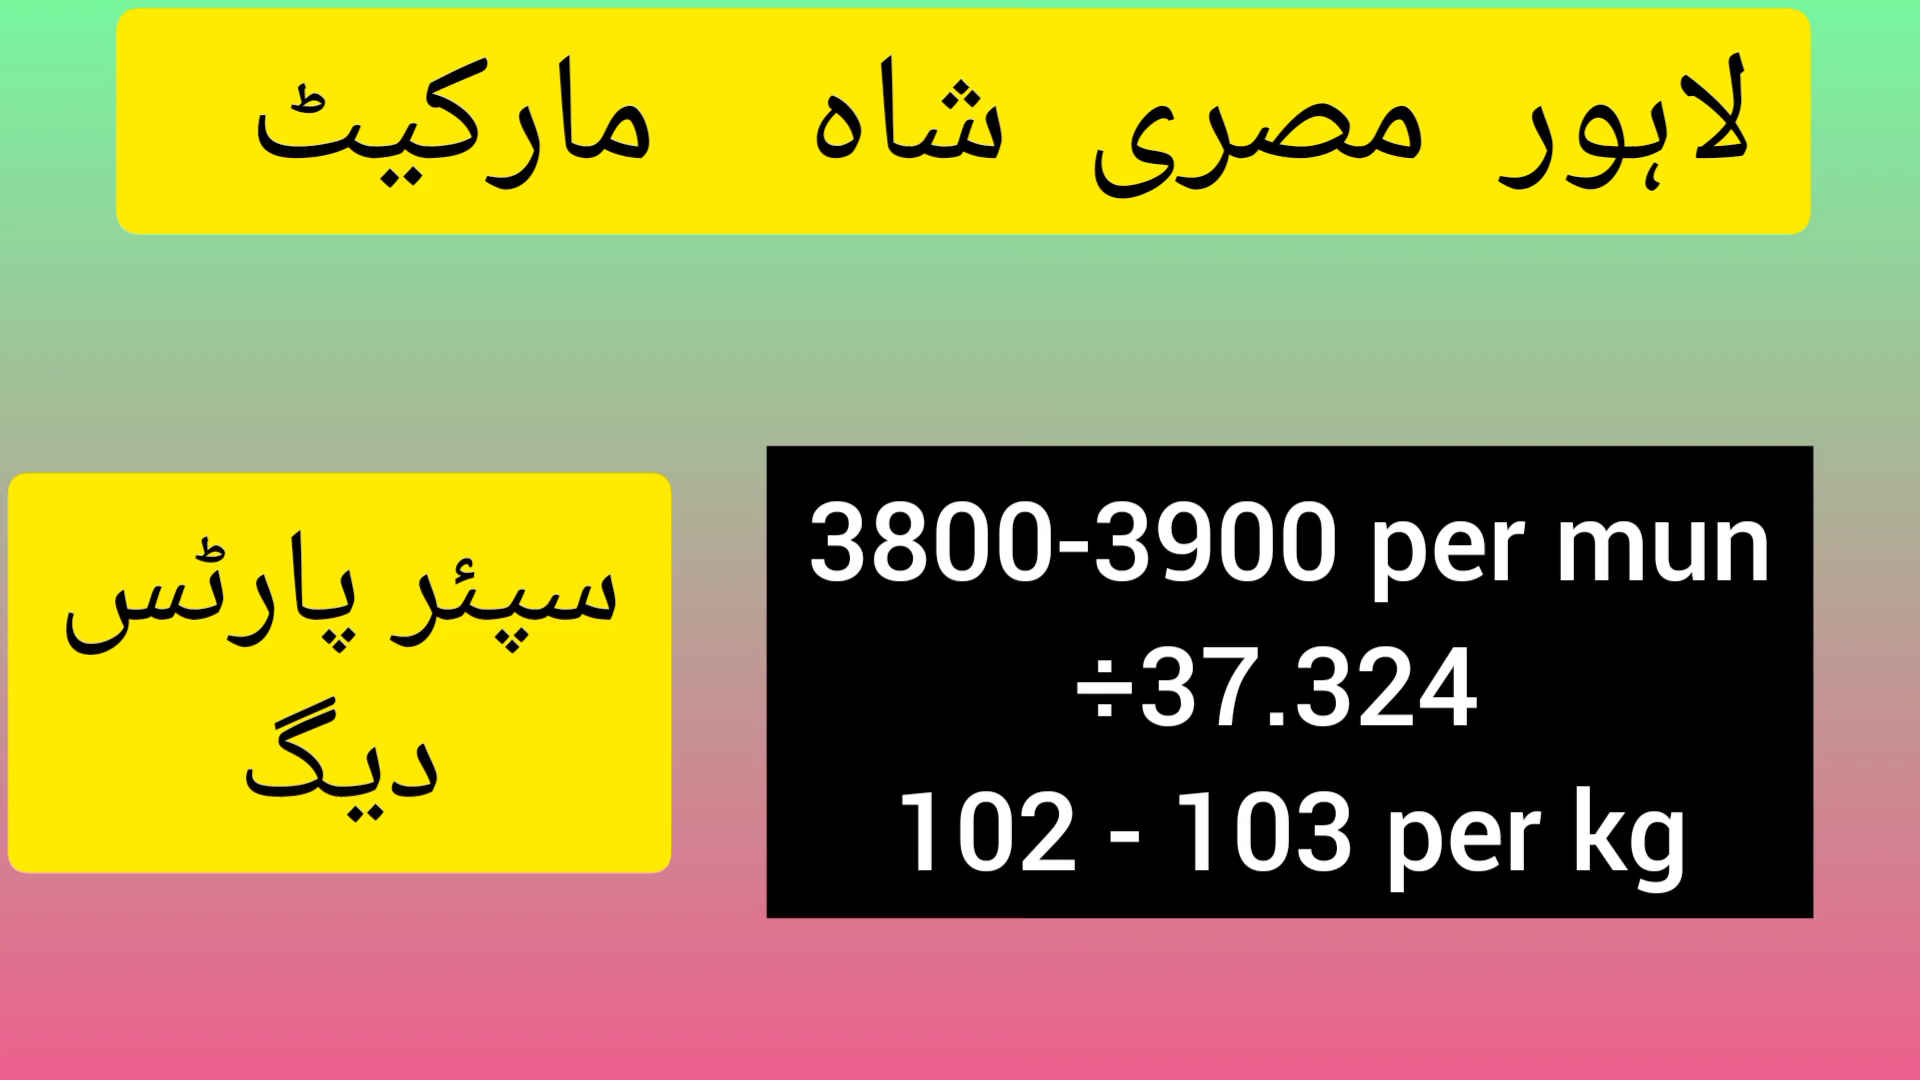 لاہور مصری شاہ مارکیٹ
سپئر پارٹس
دیگ
3800-3900 per mun
÷37.324
102 - 103 per kg